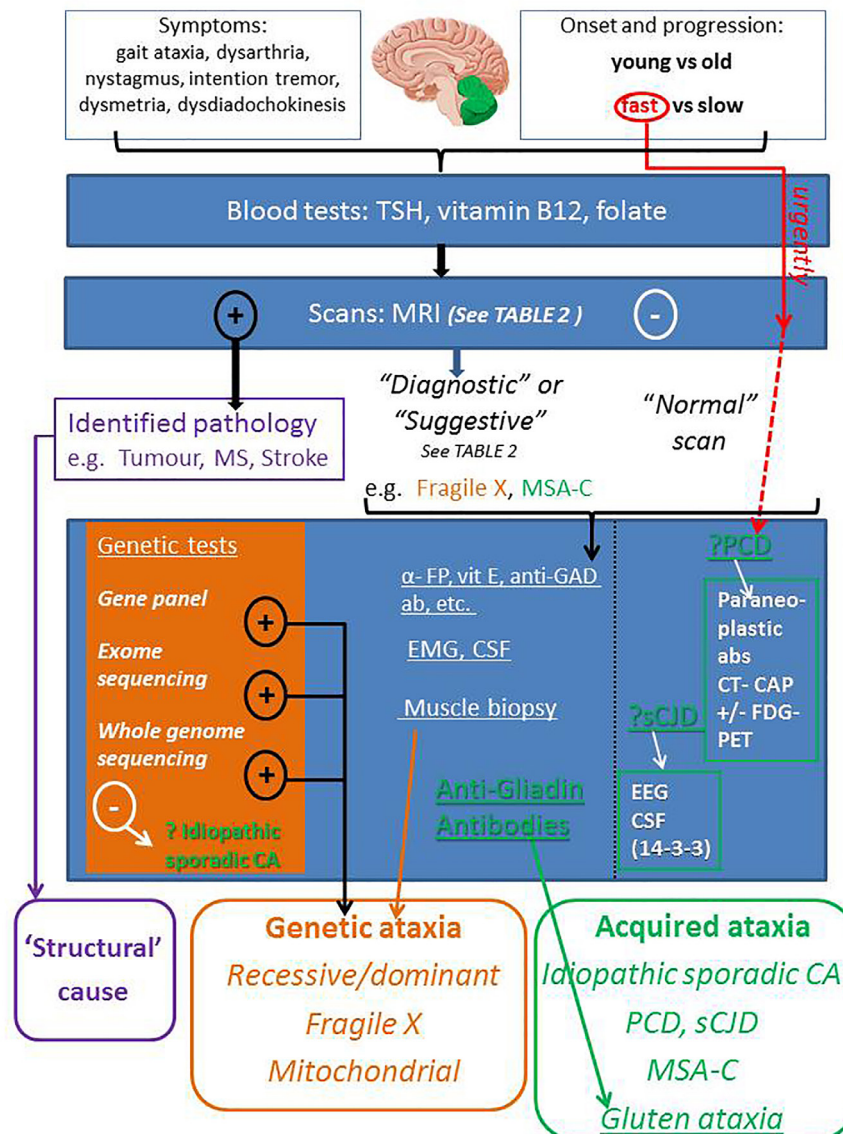 Symptoms:
gait ataxia, dysarthria,
nystagmus, intention tremor,
dysmetria, dysdiadochokinesis
Onset and progression:
young vs old
fast vs slow
urgently
Blood tests: TSH, vitamin B12, folate
+
Scans: MRI (See TABLE 2 )
-
Identified pathology
e.g. Tumour, MS, Stroke
“Diagnostic” or
“Suggestive”
See TABLE 2
e.g. Fragile X, MSA-C
“Normal”
scan
Genetic tests
Gene panel
+
Exome
sequencing
+
Whole genome
sequencing
+
-
? Idiopathic
sporadic CA
α- FP, vit E, anti-GAD
ab, etc.
EMG, CSF
Muscle biopsy
Anti-Gliadin
Antibodies
?PCD
Paraneo-
plastic
abs
CT- CAP
+/- FDG-
PET
?sCJD
EEG
CSF
(14-3-3)
‘Structural’
cause
Genetic ataxia
Recessive/dominant
Fragile X
Mitochondrial
Acquired ataxia
Idiopathic sporadic CA
PCD, sCJD
MSA-C
Gluten ataxia